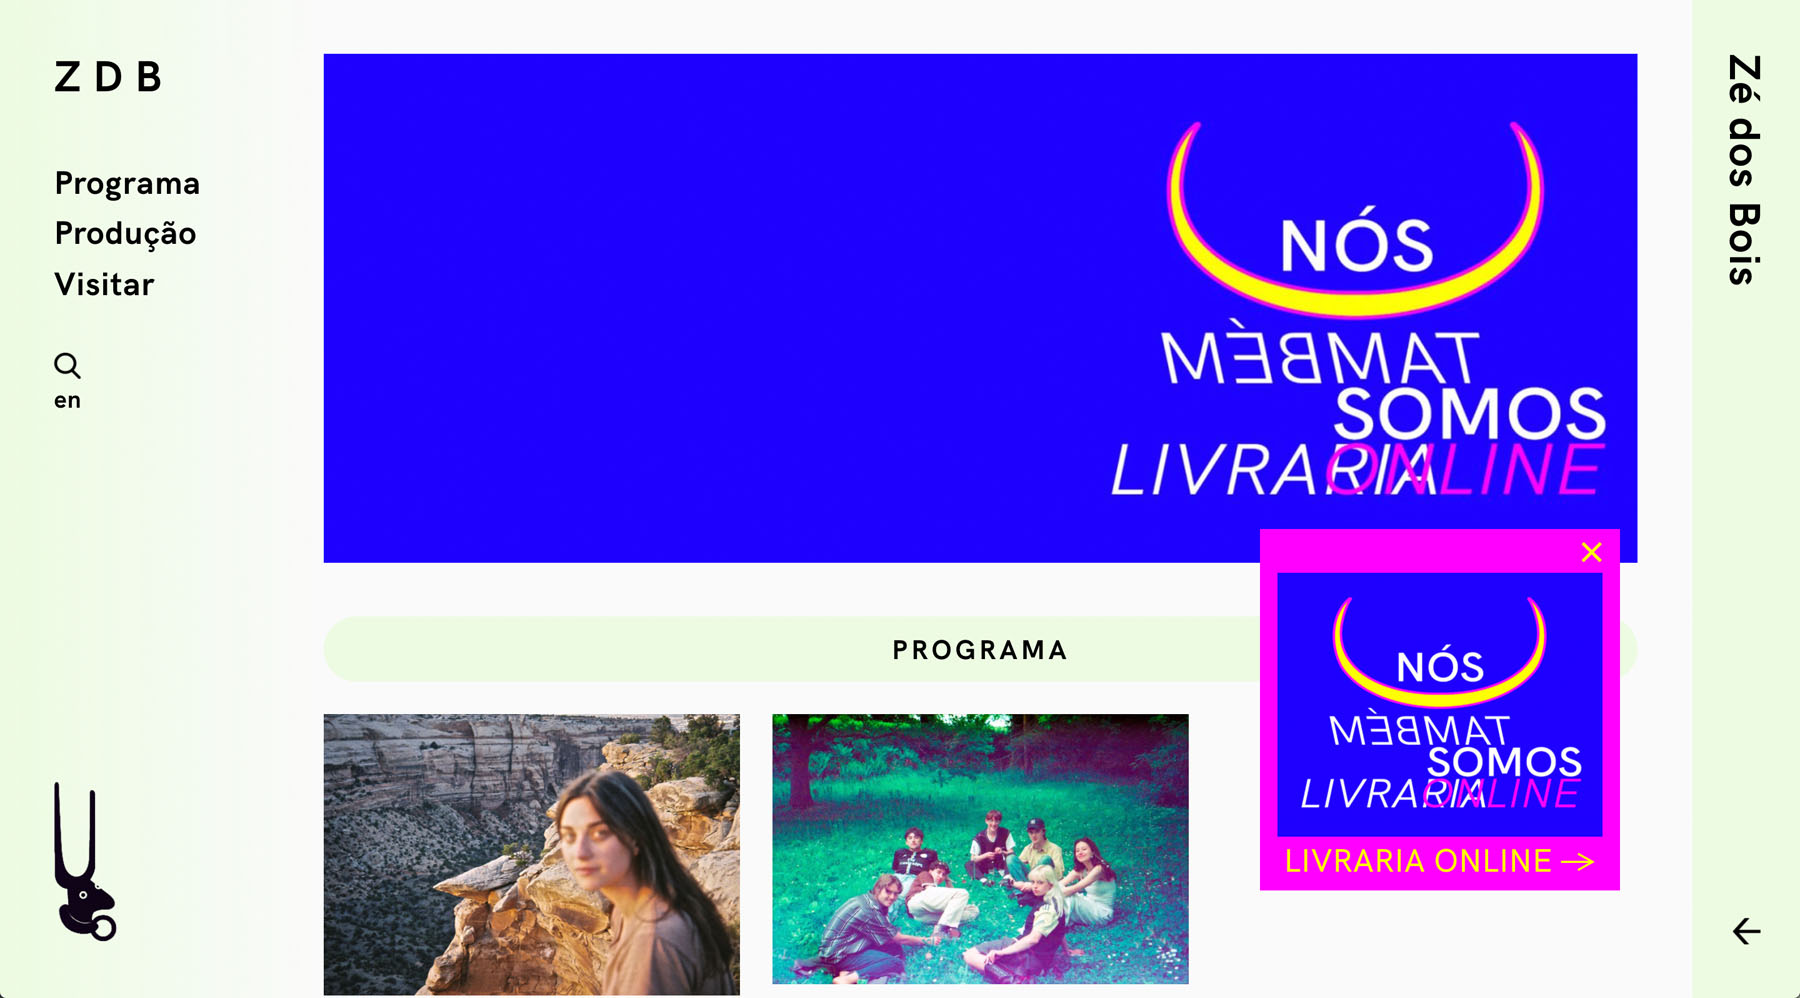 ZDB
Programa
Produção
Visitar
en
NÓS
TAMBÉM
SOMOS
LIVRARIA ONLINE
PROGRAMA
NÓS
TAMBÉM
SOMOS
LIVRARIA ONLINE
LIVRARIA ONLINE →
Zé dos Bois